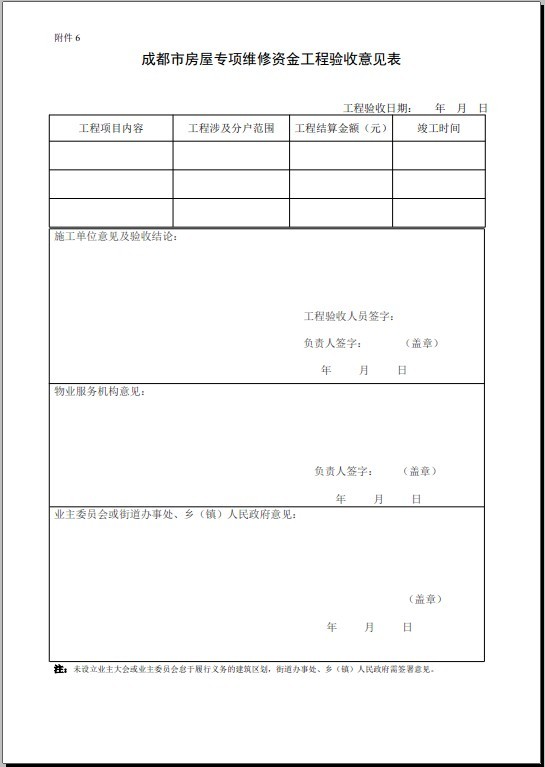 附件 6
成都市房屋专项维修资金工程验收意见表
工程验收日期： 年 月 日
工程项目内容 工程涉及分户范围 工程结算金额（元） 竣工时间
施工单位意见及验收结论：
工程验收人员签字：
负责人签字： （盖章）
年 月 日
物业服务机构意见：
负责人签字： （盖章）
年 月 日
业主委员会或街道办事处、乡（镇）人民政府意见：
（盖章）
年 月 日
注：未设立业主大会或业主委员会怠于履行义务的建筑区划，街道办事处、乡（镇）人民政府需签署意见。